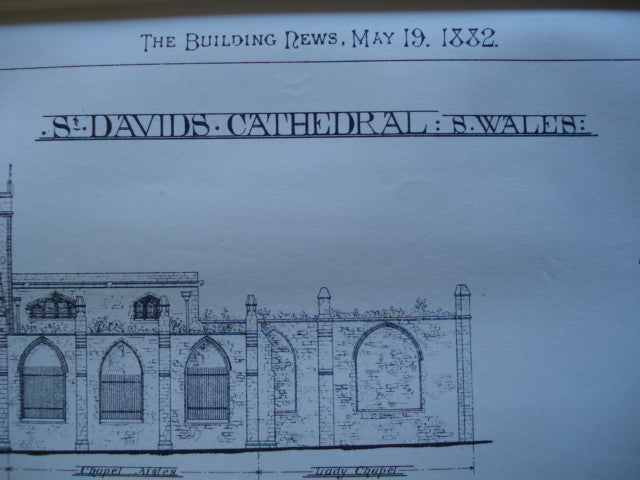 The Building News, May 19. 1882.
·St· DAVIDS · CATHEDRAL : S. WALES :
Chapel Aisles
Lady Chapel